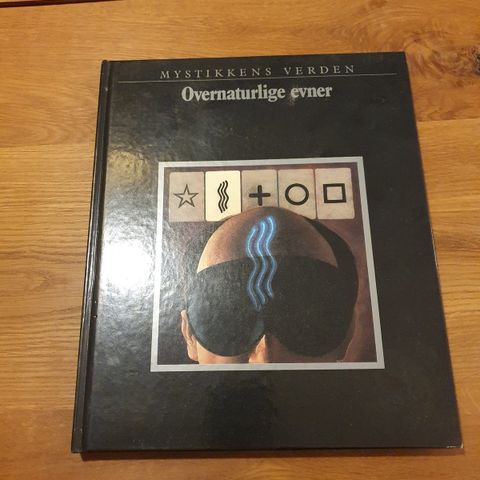 MYSTIKKENS VERDEN
Overnaturlige evner